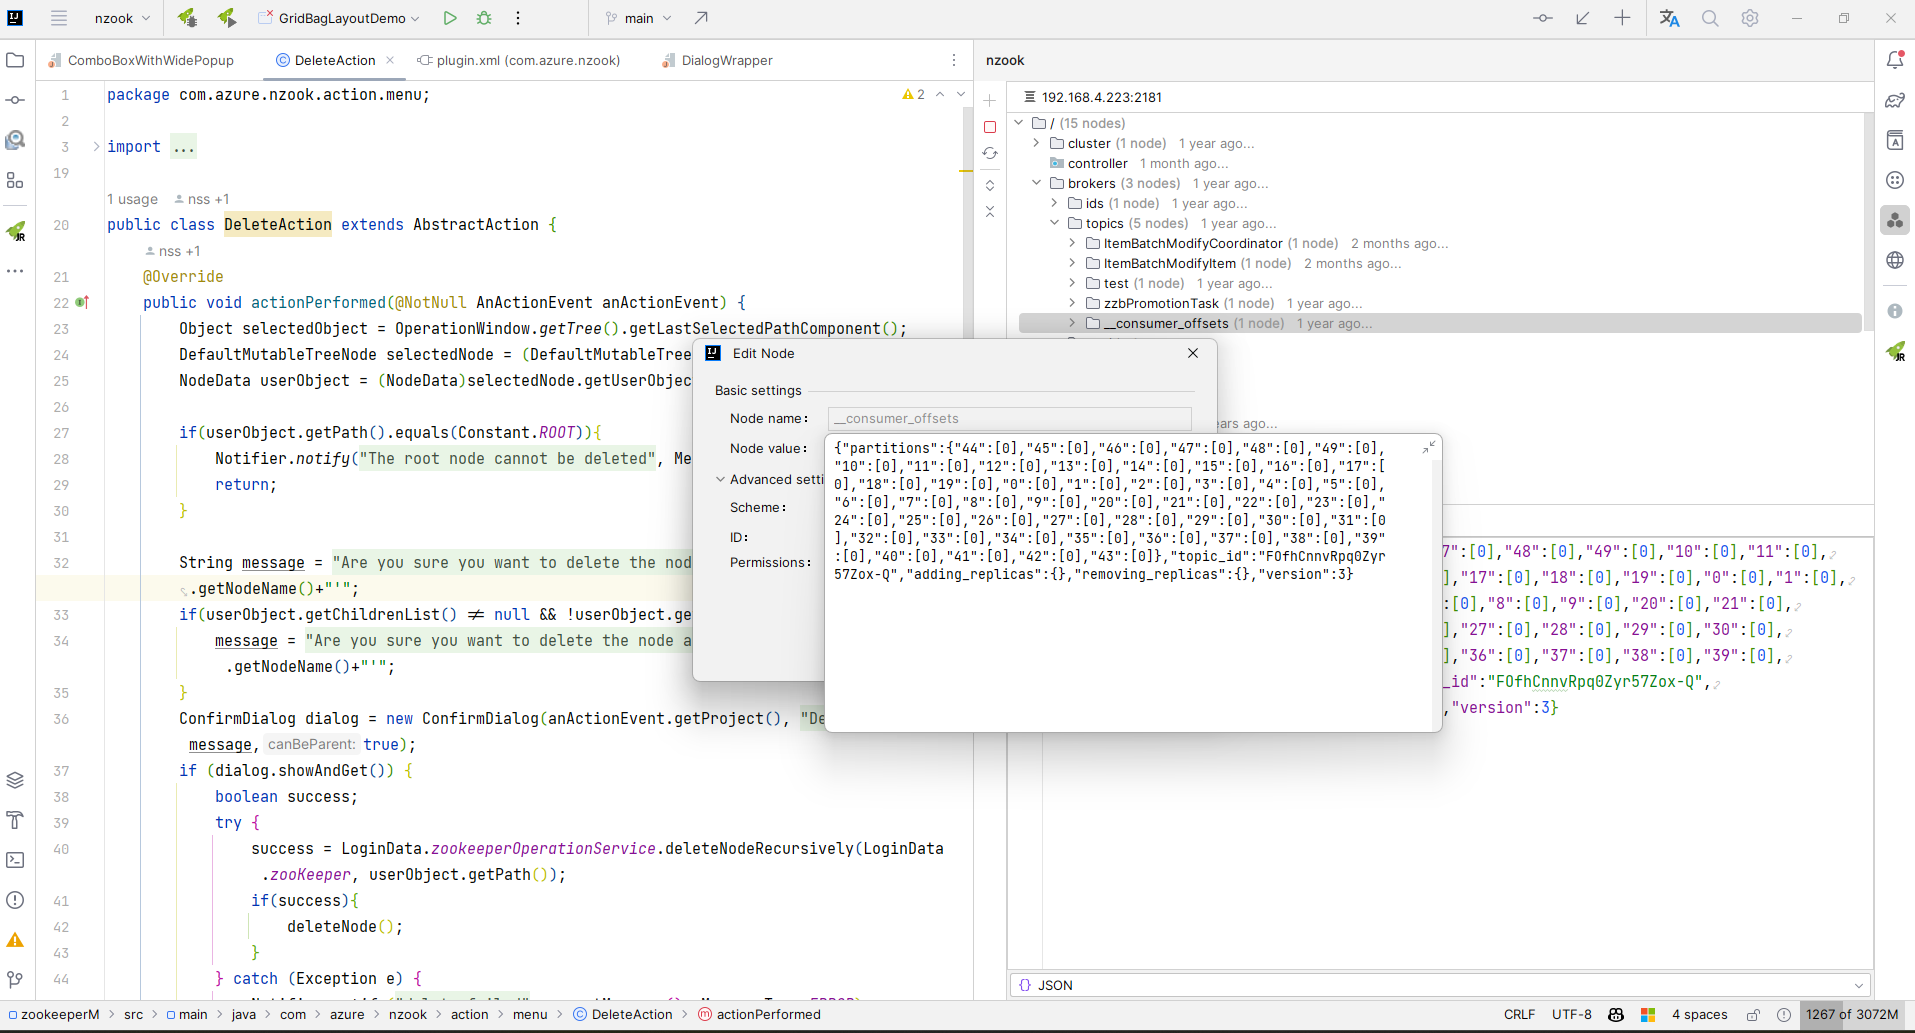 nzook
GridBagLayoutDemo
main
ComboBoxWithWidePopup
DeleteAction
plugin.xml (com.azure.nzook)
DialogWrapper
nzook
1 package com.azure.nzook.action.menu;
2
2
3 import ...
19
1 usage nss +1
20 public class DeleteAction extends AbstractAction {
nss +1
21 @Override
22 public void actionPerformed(@NotNull AnActionEvent anActionEvent) {
23 Object selectedObject = OperationWindow.getTree().getLastSelectedPathComponent();
24 DefaultMutableTreeNode selectedNode = (DefaultMutableTree
25 NodeData userObject = (NodeData)selectedNode.getUserObjec
26
27 if(userObject.getPath().equals(Constant.ROOT)){
28 Notifier.notify("The root node cannot be deleted", Me
29 return;
30 }
31
32 String message = "Are you sure you want to delete the nod
.getNodeName()+"'";
33 if(userObject.getChildrenList() ≠ null && !userObject.ge
34 message = "Are you sure you want to delete the node a
.getNodeName()+"'";
35 }
36 ConfirmDialog dialog = new ConfirmDialog(anActionEvent.getProject(), "De
message, canBeParent: true);
37 if (dialog.showAndGet()) {
38 boolean success;
39 try {
40 success = LoginData.zookeeperOperationService.deleteNodeRecursively(LoginData
.zooKeeper, userObject.getPath());
41 if(success){
42 deleteNode();
43 }
44 } catch (Exception e) {
192.168.4.223:2181
/ (15 nodes)
cluster (1 node) 1 year ago...
controller 1 month ago...
brokers (3 nodes) 1 year ago...
ids (1 node) 1 year ago...
topics (5 nodes) 1 year ago...
ItemBatchModifyCoordinator (1 node) 2 months ago...
ItemBatchModifyItem (1 node) 2 months ago...
test (1 node) 1 year ago...
zzbPromotionTask (1 node) 1 year ago...
__consumer_offsets (1 node) 1 year ago...
ars ago...
Edit Node
Basic settings
Node name: __consumer_offsets
Node value:
Advanced setti
Scheme:
ID:
Permissions:
{"partitions":{"44":[0],"45":[0],"46":[0],"47":[0],"48":[0],"49":[0],
"10":[0],"11":[0],"12":[0],"13":[0],"14":[0],"15":[0],"16":[0],"17":[
0],"18":[0],"19":[0],"0":[0],"1":[0],"2":[0],"3":[0],"4":[0],"5":[0],
"6":[0],"7":[0],"8":[0],"9":[0],"20":[0],"21":[0],"22":[0],"23":[0],"
24":[0],"25":[0],"26":[0],"27":[0],"28":[0],"29":[0],"30":[0],"31":[0
],"32":[0],"33":[0],"34":[0],"35":[0],"36":[0],"37":[0],"38":[0],"39"
:[0],"40":[0],"41":[0],"42":[0],"43":[0]},"topic_id":"FOfhCnnvRpq0Zyr
57Zox-Q","adding_replicas":{},"removing_replicas":{},"version":3}
7":[0],"48":[0],"49":[0],"10":[0],"11":[0],
],"17":[0],"18":[0],"19":[0],"0":[0],"1":[0],
:[0],"8":[0],"9":[0],"20":[0],"21":[0],
],"27":[0],"28":[0],"29":[0],"30":[0],
],"36":[0],"37":[0],"38":[0],"39":[0],
_id":"FOfhCnnvRpq0Zyr57Zox-Q",
,"version":3}
JSON
zookeeperM > src > main > java > com > azure > nzook > action > menu > DeleteAction > actionPerformed
CRLF UTF-8 4 spaces 1267 of 3072M